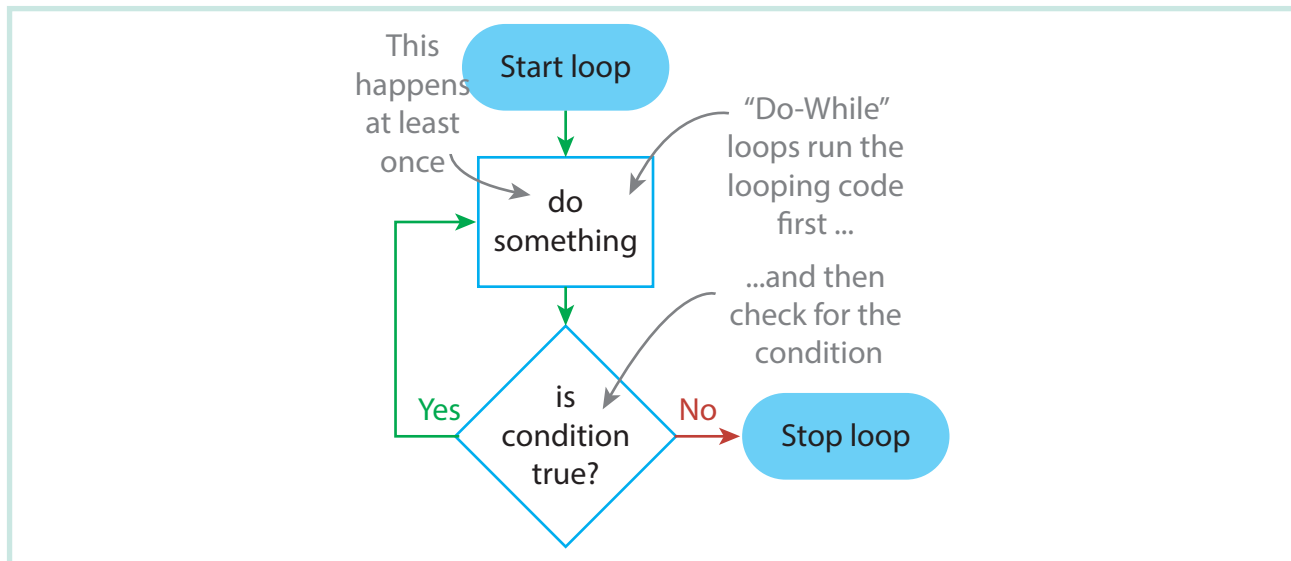 This
happens
at least
once
Start loop
“Do-While”
loops run the
looping code
first ...
do
something
...and then
check for the
condition
is
condition
true?
Yes
No
Stop loop